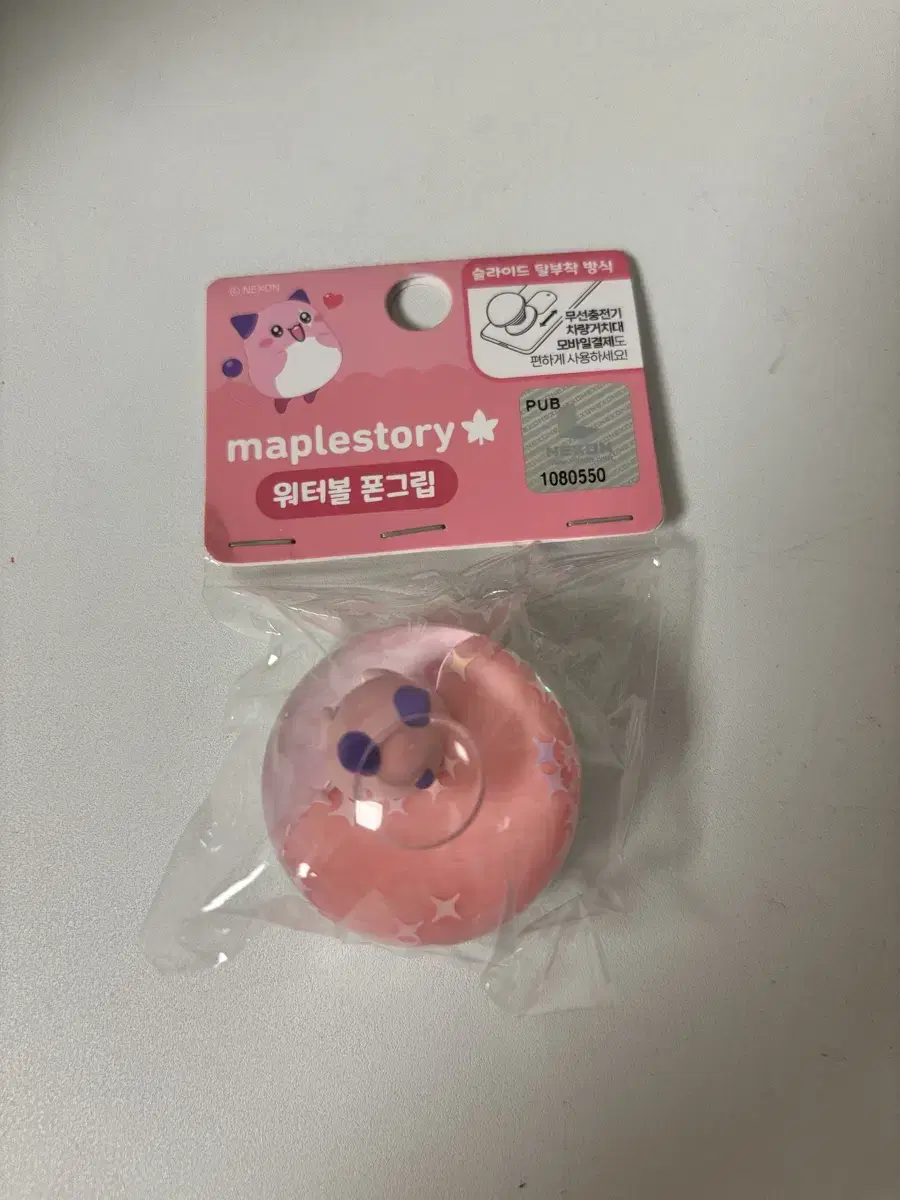 © NEXON
슬라이드 탈부착 방식
무선충전기
차량거치대
모바일결제도
편하게 사용하세요!
maplestory
워터볼 폰그립
PUB
NEXON
1080550